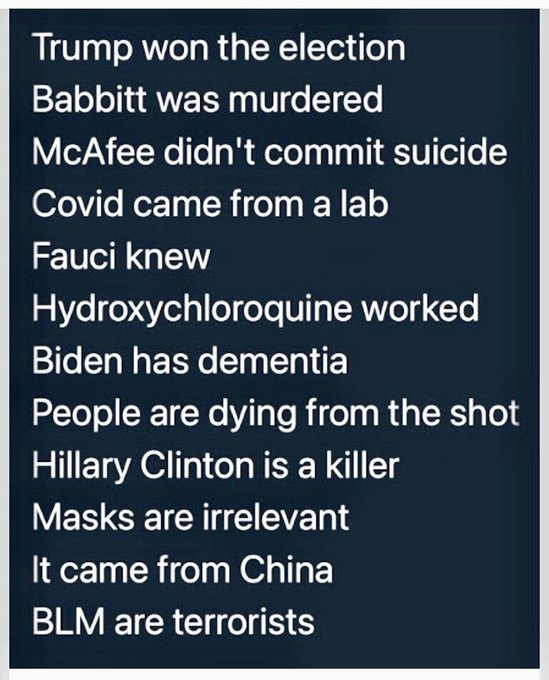 Trump won the election
Babbitt was murdered
McAfee didn't commit suicide
Covid came from a lab
Fauci knew
Hydroxychloroquine worked
Biden has dementia
People are dying from the shot
Hillary Clinton is a killer
Masks are irrelevant
It came from China
BLM are terrorists